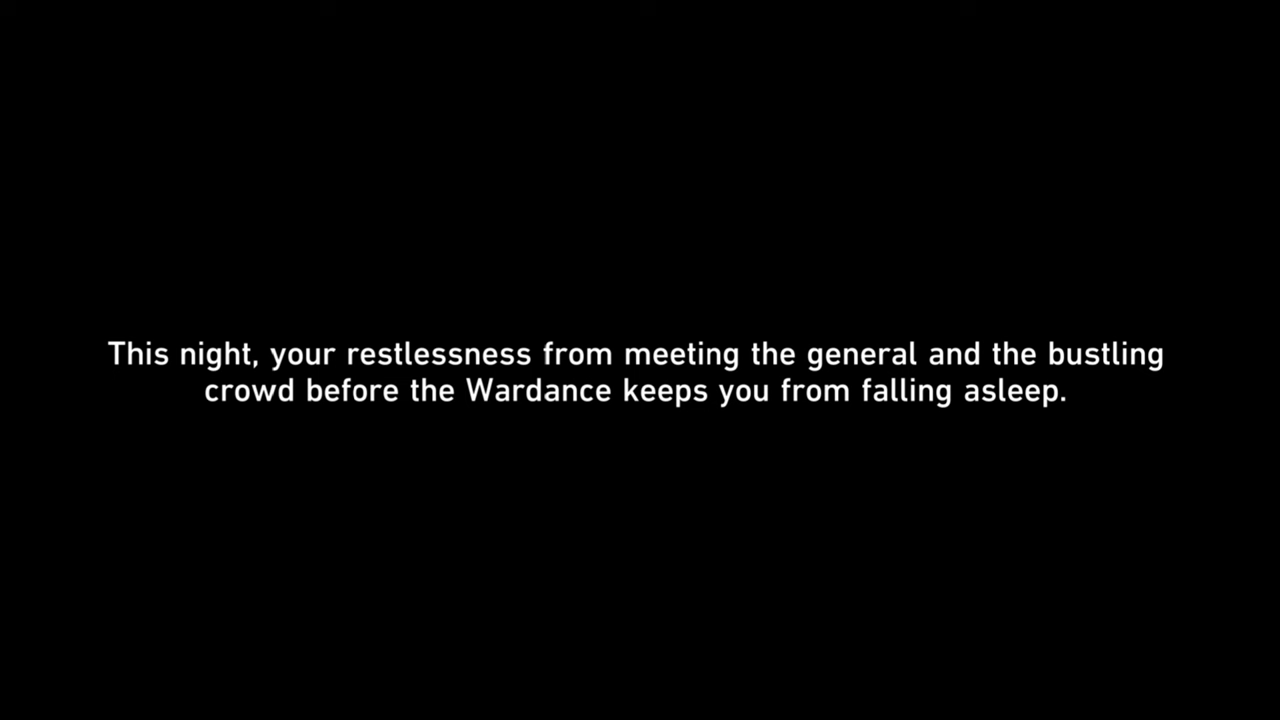 This night, your restlessness from meeting the general and the bustling
crowd before the Wardance keeps you from falling asleep.